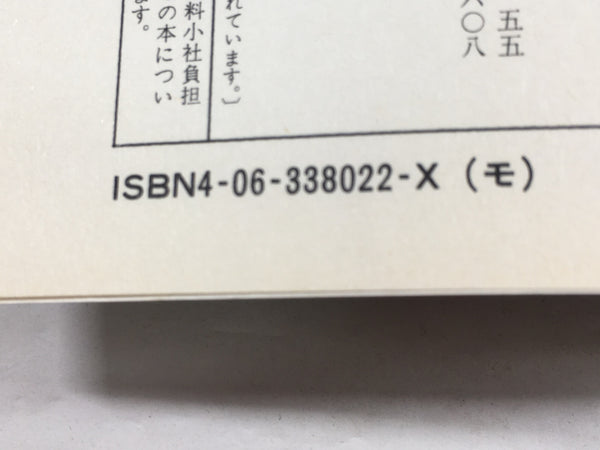 五五
〇八
れています。〕
料小社負担
の本につい
ます。
ISBN4-06-338022-X (モ)